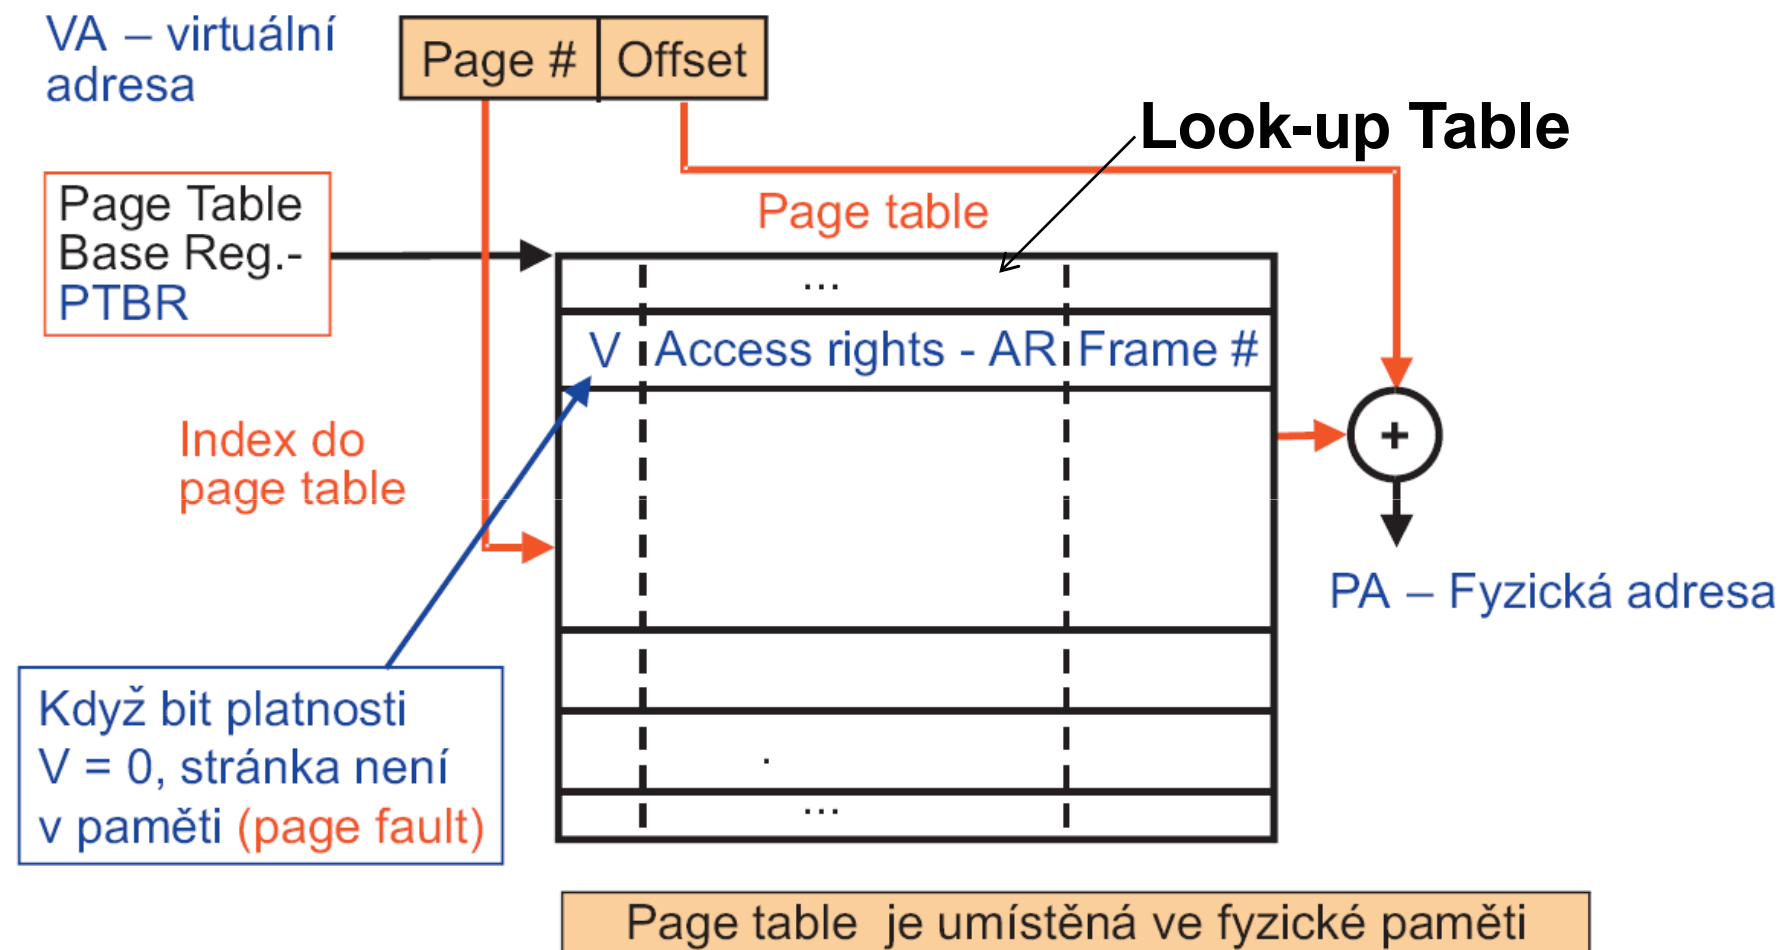 VA – virtuální
adresa
Page # Offset
Look-up Table
Page Table
Base Reg.-
PTBR
Page table
...
V Access rights - AR Frame #
Index do
page table
+
PA – Fyzická adresa
Když bit platnosti
V = 0, stránka není
v paměti (page fault)
.
...
Page table je umístěná ve fyzické paměti